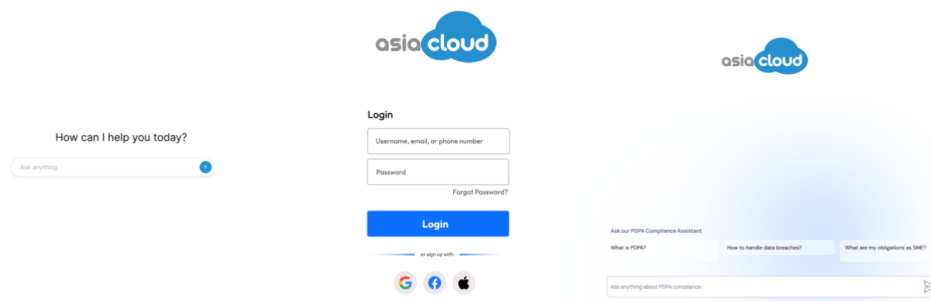 How can I help you today?
Ask anything
asiacloud
Login
Username, email, or phone number
Password
Forgot Password?
Login
or sign up with
asiacloud
Ask our PDPA Compliance Assistant
What is PDPA?
How to handle data breaches?
What are my obligations as SME?
Ask anything about PDPA compliance.